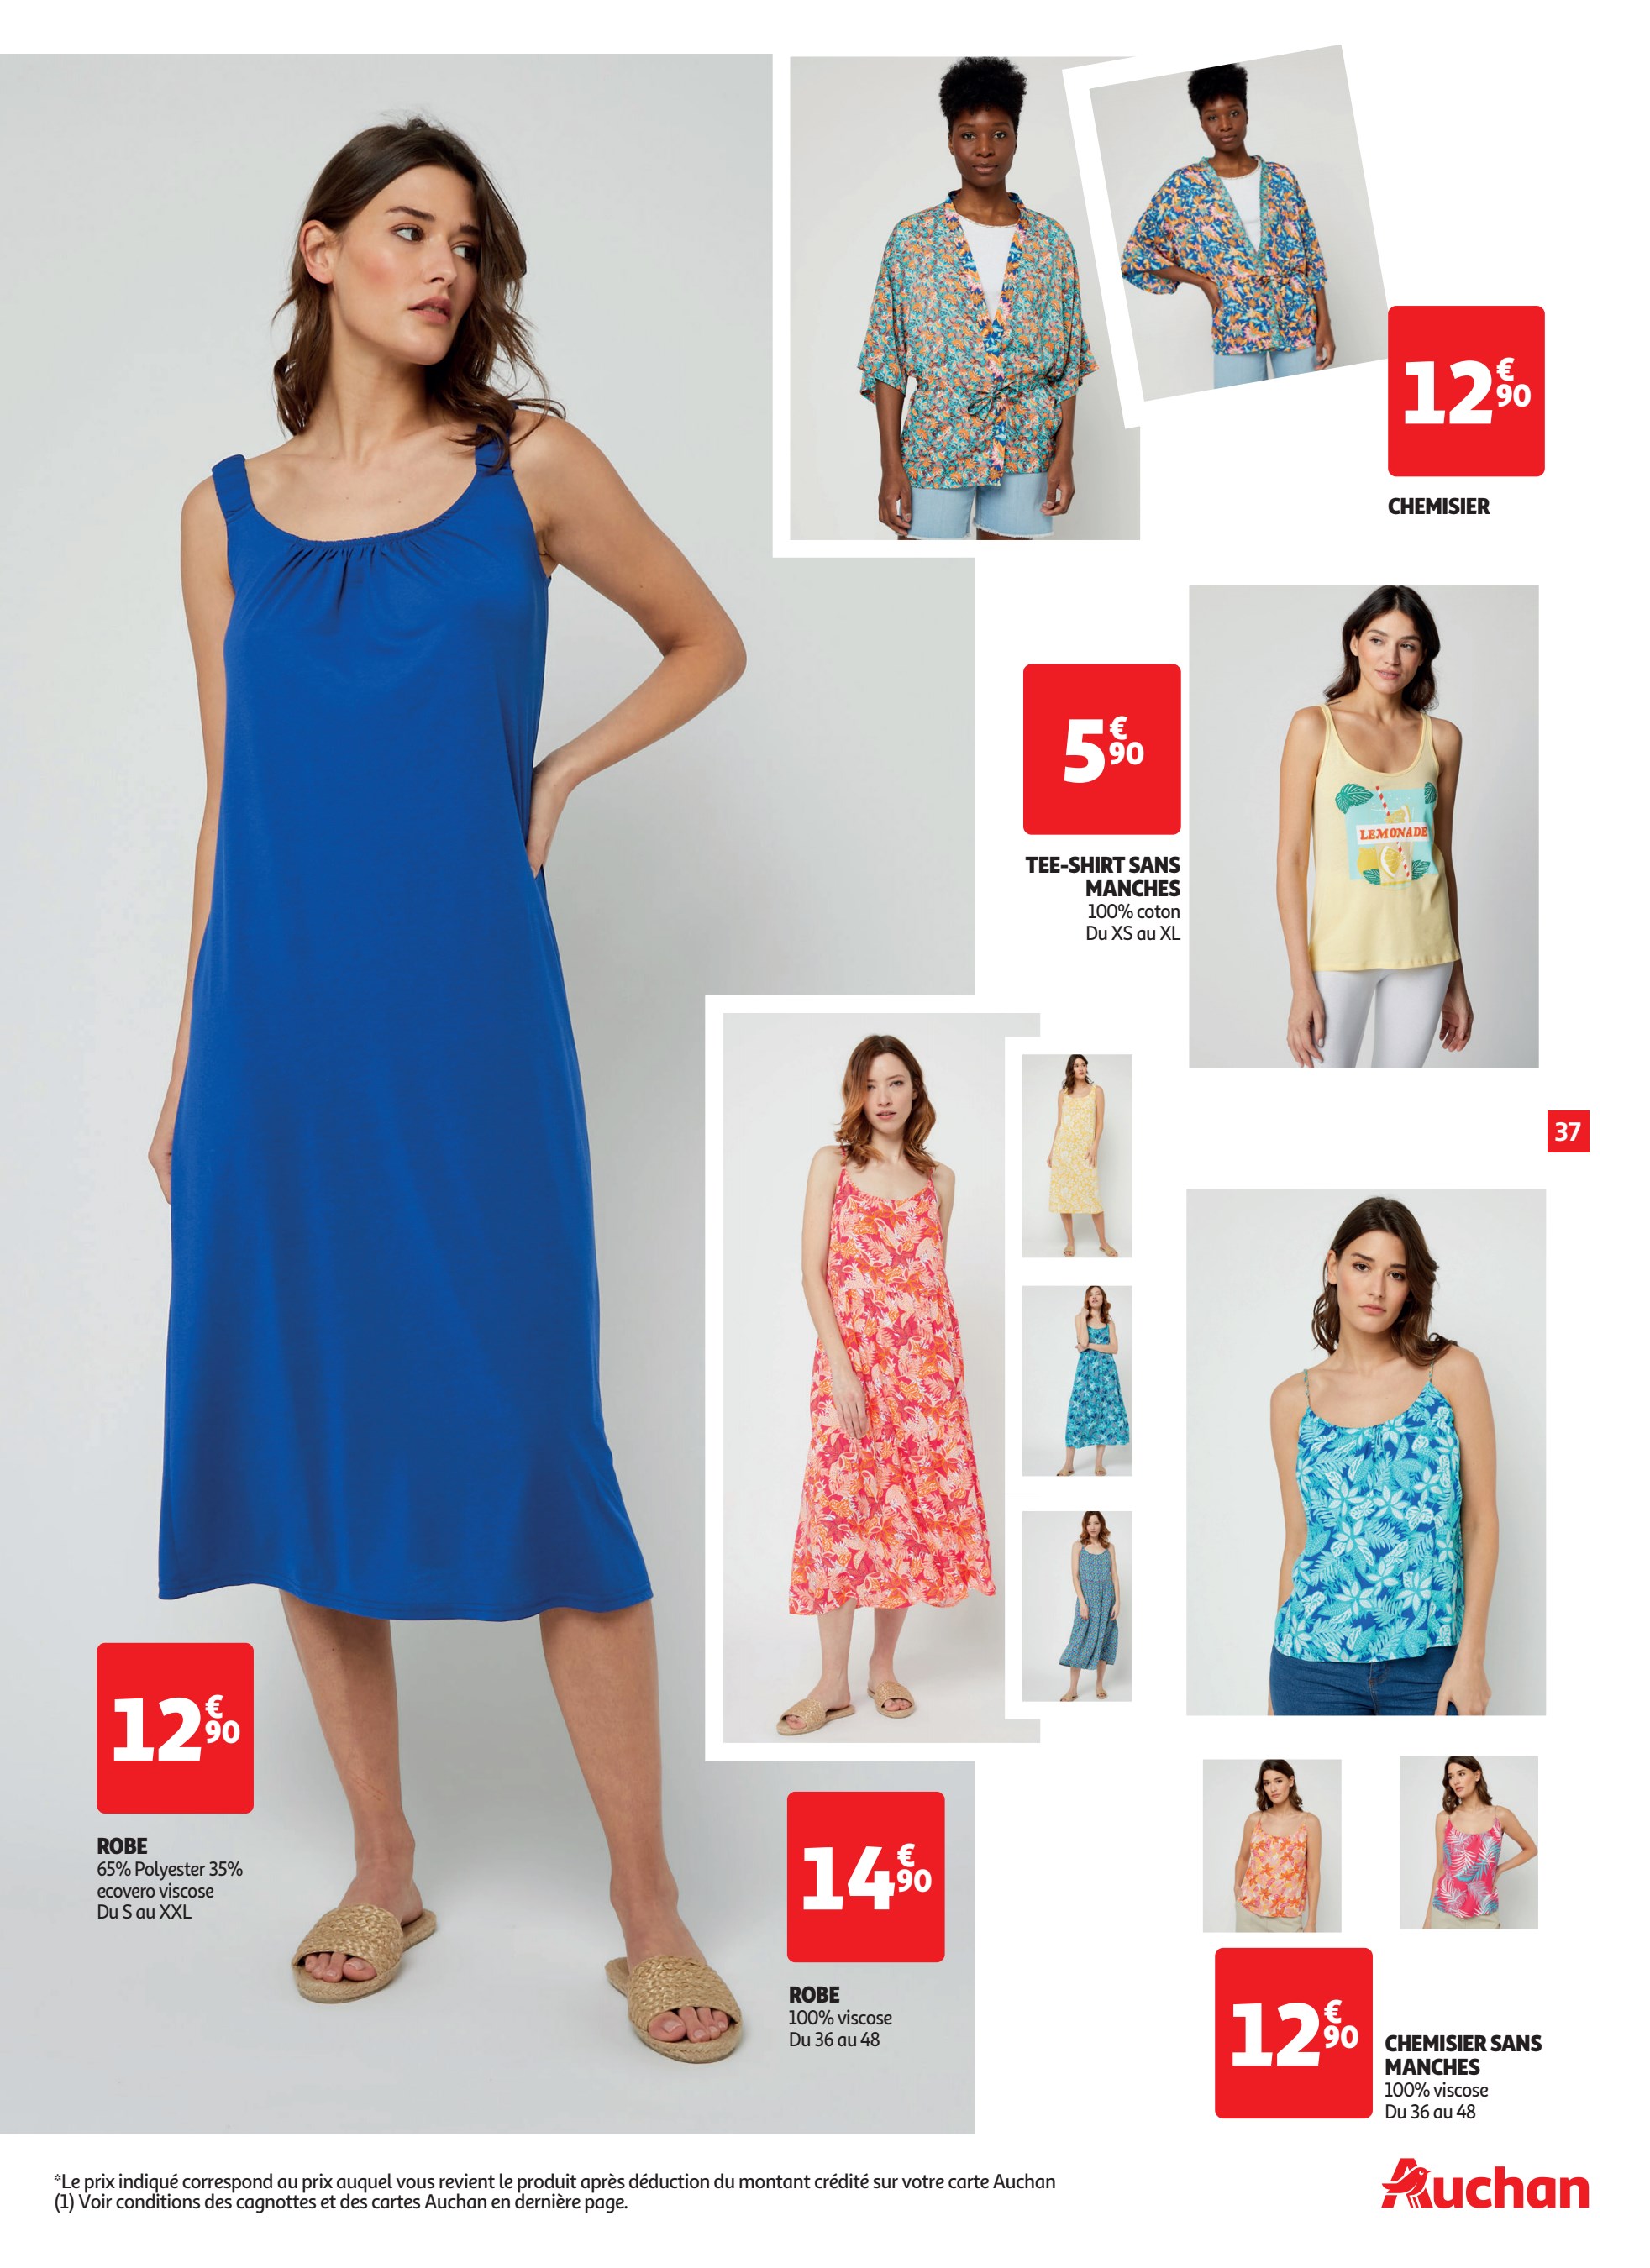 12€90
CHEMISIER
5€90
TEE-SHIRT SANS
MANCHES
100% coton
Du XS au XL
LEMONADE
37
12€90
ROBE
65% Polyester 35%
ecovero viscose
Du S au XXL
14€90
ROBE
100% viscose
Du 36 au 48
12€90
CHEMISIER SANS
MANCHES
100% viscose
Du 36 au 48
*Le prix indiqué correspond au prix auquel vous revient le produit après déduction du montant crédité sur votre carte Auchan
(1) Voir conditions des cagnottes et des cartes Auchan en dernière page.
Auchan